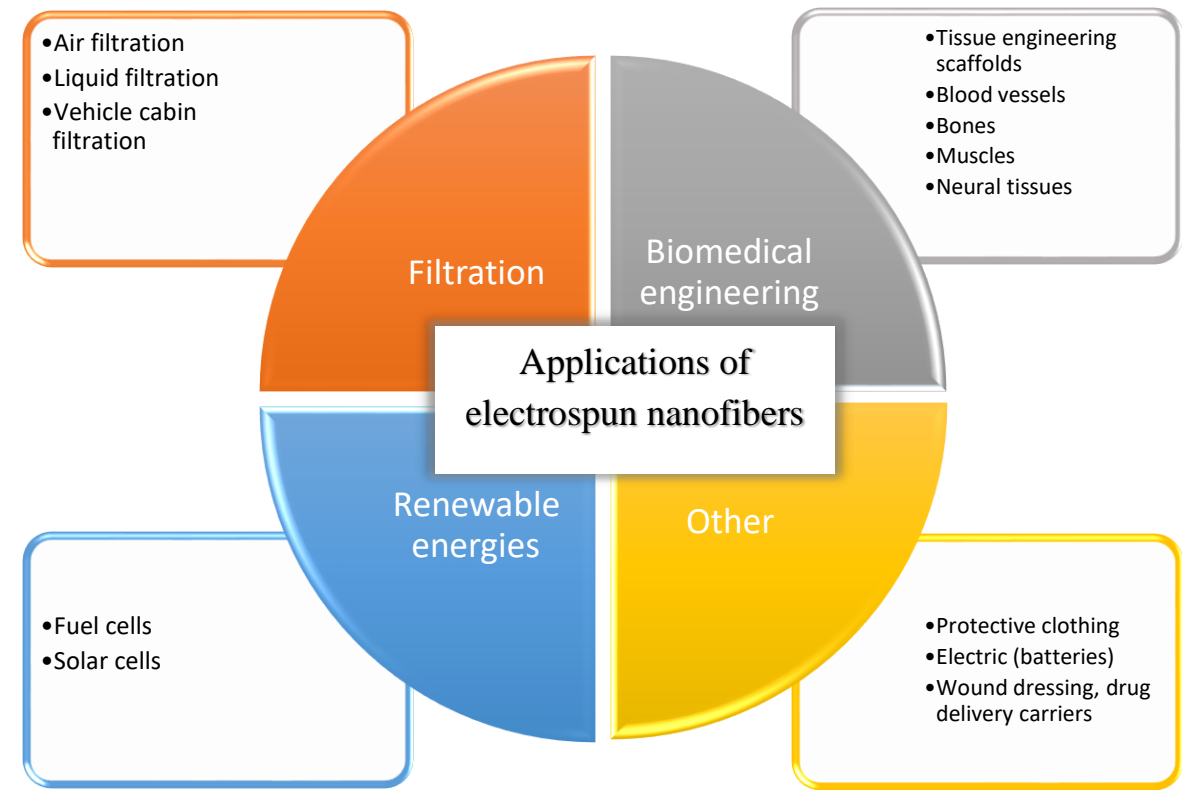 •Air filtration
•Liquid filtration
•Vehicle cabin
filtration
•Tissue engineering
scaffolds
•Blood vessels
•Bones
•Muscles
•Neural tissues
Filtration
Biomedical
engineering
Applications of
electrospun nanofibers
Renewable
energies
Other
•Fuel cells
•Solar cells
•Protective clothing
•Electric (batteries)
•Wound dressing, drug
delivery carriers